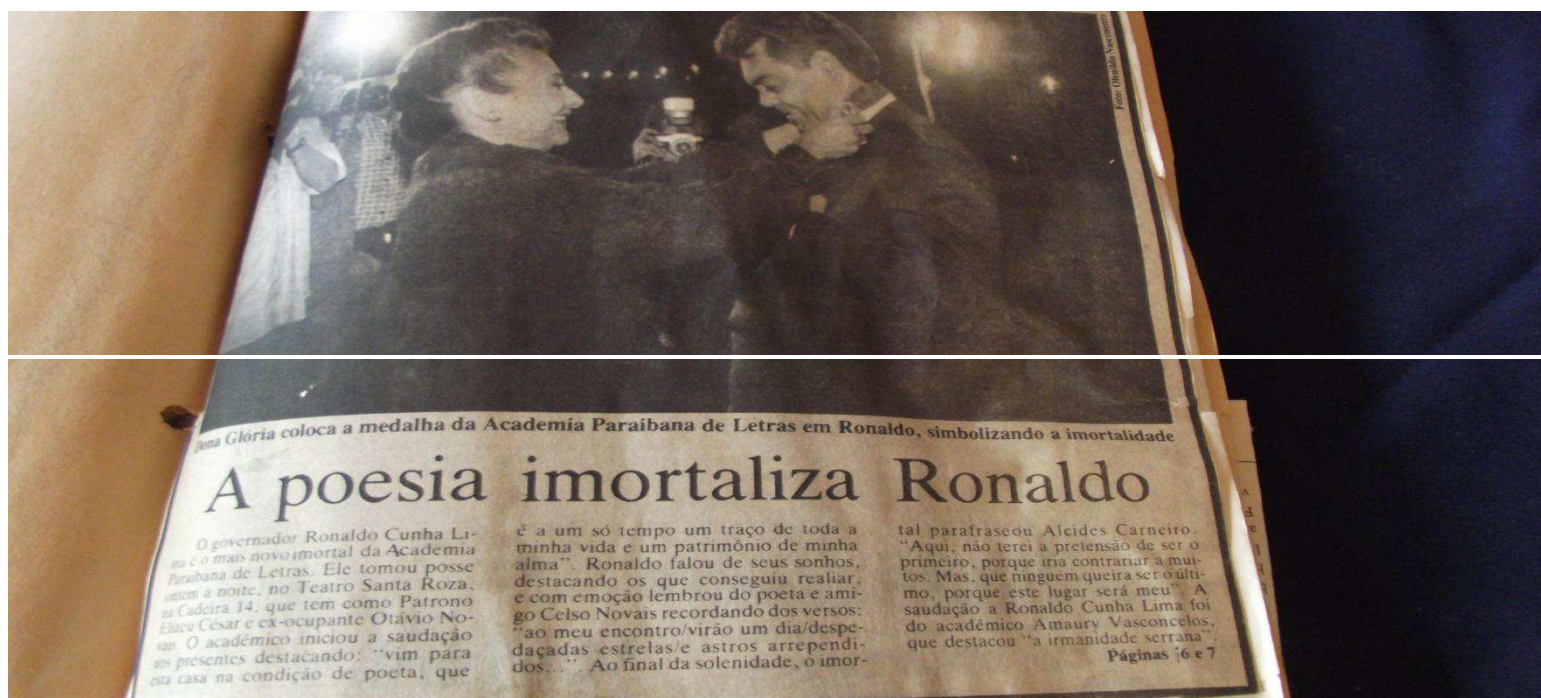 Foto: Olenildo Nascimento
Dona Glória coloca a medalha da Academia Paraibana de Letras em Ronaldo, simbolizando a imortalidade
A poesia imortaliza Ronaldo
O governador Ronaldo Cunha Li-
ma é o mais novo imortal da Academia
Paraibana de Letras. Ele tomou posse
ontem à noite, no Teatro Santa Roza,
na Cadeira 14, que tem como Patrono
Elizeu César e ex-ocupante Otávio No-
vais. O acadêmico iniciou a saudação
aos presentes destacando: "vim para
esta casa na condição de poeta, que
é a um só tempo um traço de toda a
minha vida e um patrimônio de minha
alma". Ronaldo falou de seus sonhos,
destacando os que conseguiu realiar,
e com emoção lembrou do poeta e ami-
go Celso Novais recordando dos versos:
"ao meu encontro/virão um dia/despe-
daçadas estrelas/e astros arrependi-
dos..." Ao final da solenidade, o imor-
tal parafraseou Alcides Carneiro.
"Aqui, não terei a pretensão de ser o
primeiro, porque iria contrariar a mui-
tos. Mas, que ninguém queira ser o últi-
mo, porque este lugar será meu". A
saudação a Ronaldo Cunha Lima foi
do acadêmico Amaury Vasconcelos,
que destacou "a irmanidade serrana".
Páginas 6 e 7